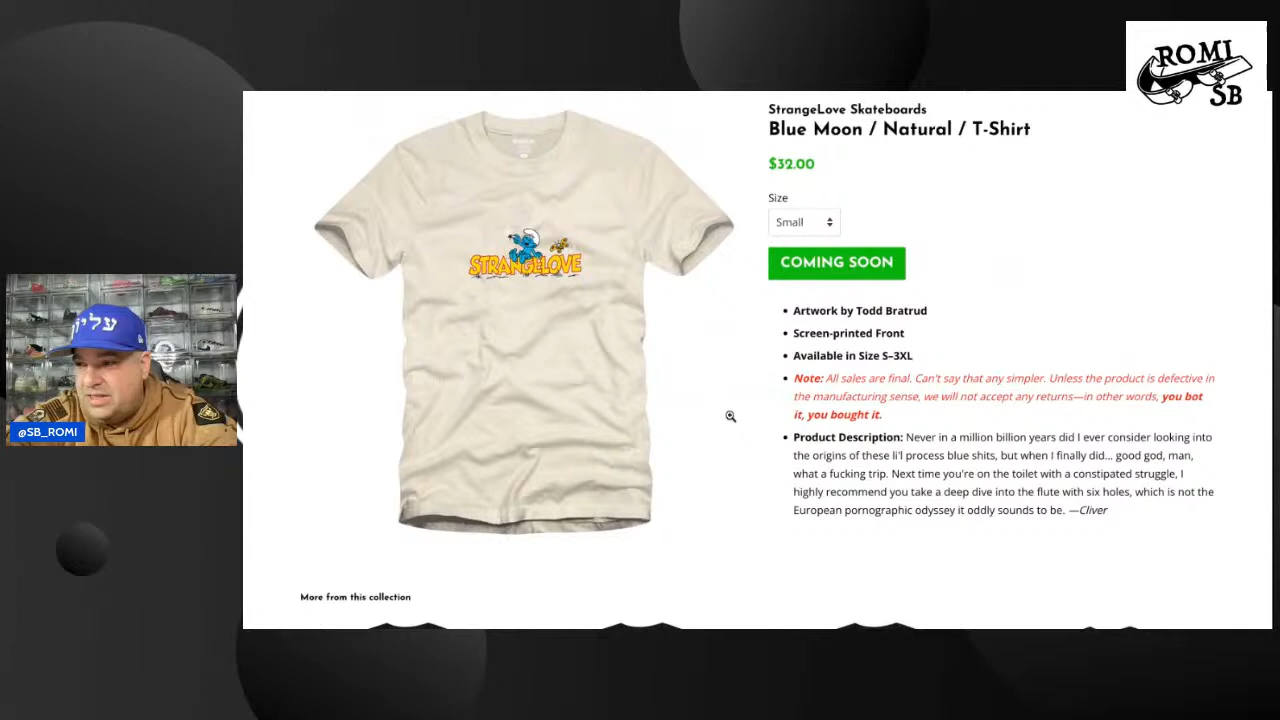 ROMI
SB
StrangeLove Skateboards
Blue Moon / Natural / T-Shirt
$32.00
Size
Small
COMING SOON
STRANGELOVE
• Artwork by Todd Bratrud
• Screen-printed Front
• Available in Size S–3XL
• Note: All sales are final. Can't say that any simpler. Unless the product is defective in
the manufacturing sense, we will not accept any returns—in other words, you bot
it, you bought it.
• Product Description: Never in a million billion years did I ever consider looking into
the origins of these li'l process blue shits, but when I finally did... good god, man,
what a fucking trip. Next time you're on the toilet with a constipated struggle, I
highly recommend you take a deep dive into the flute with six holes, which is not the
European pornographic odyssey it oddly sounds to be. —Cliver
@SB_ROMI
More from this collection